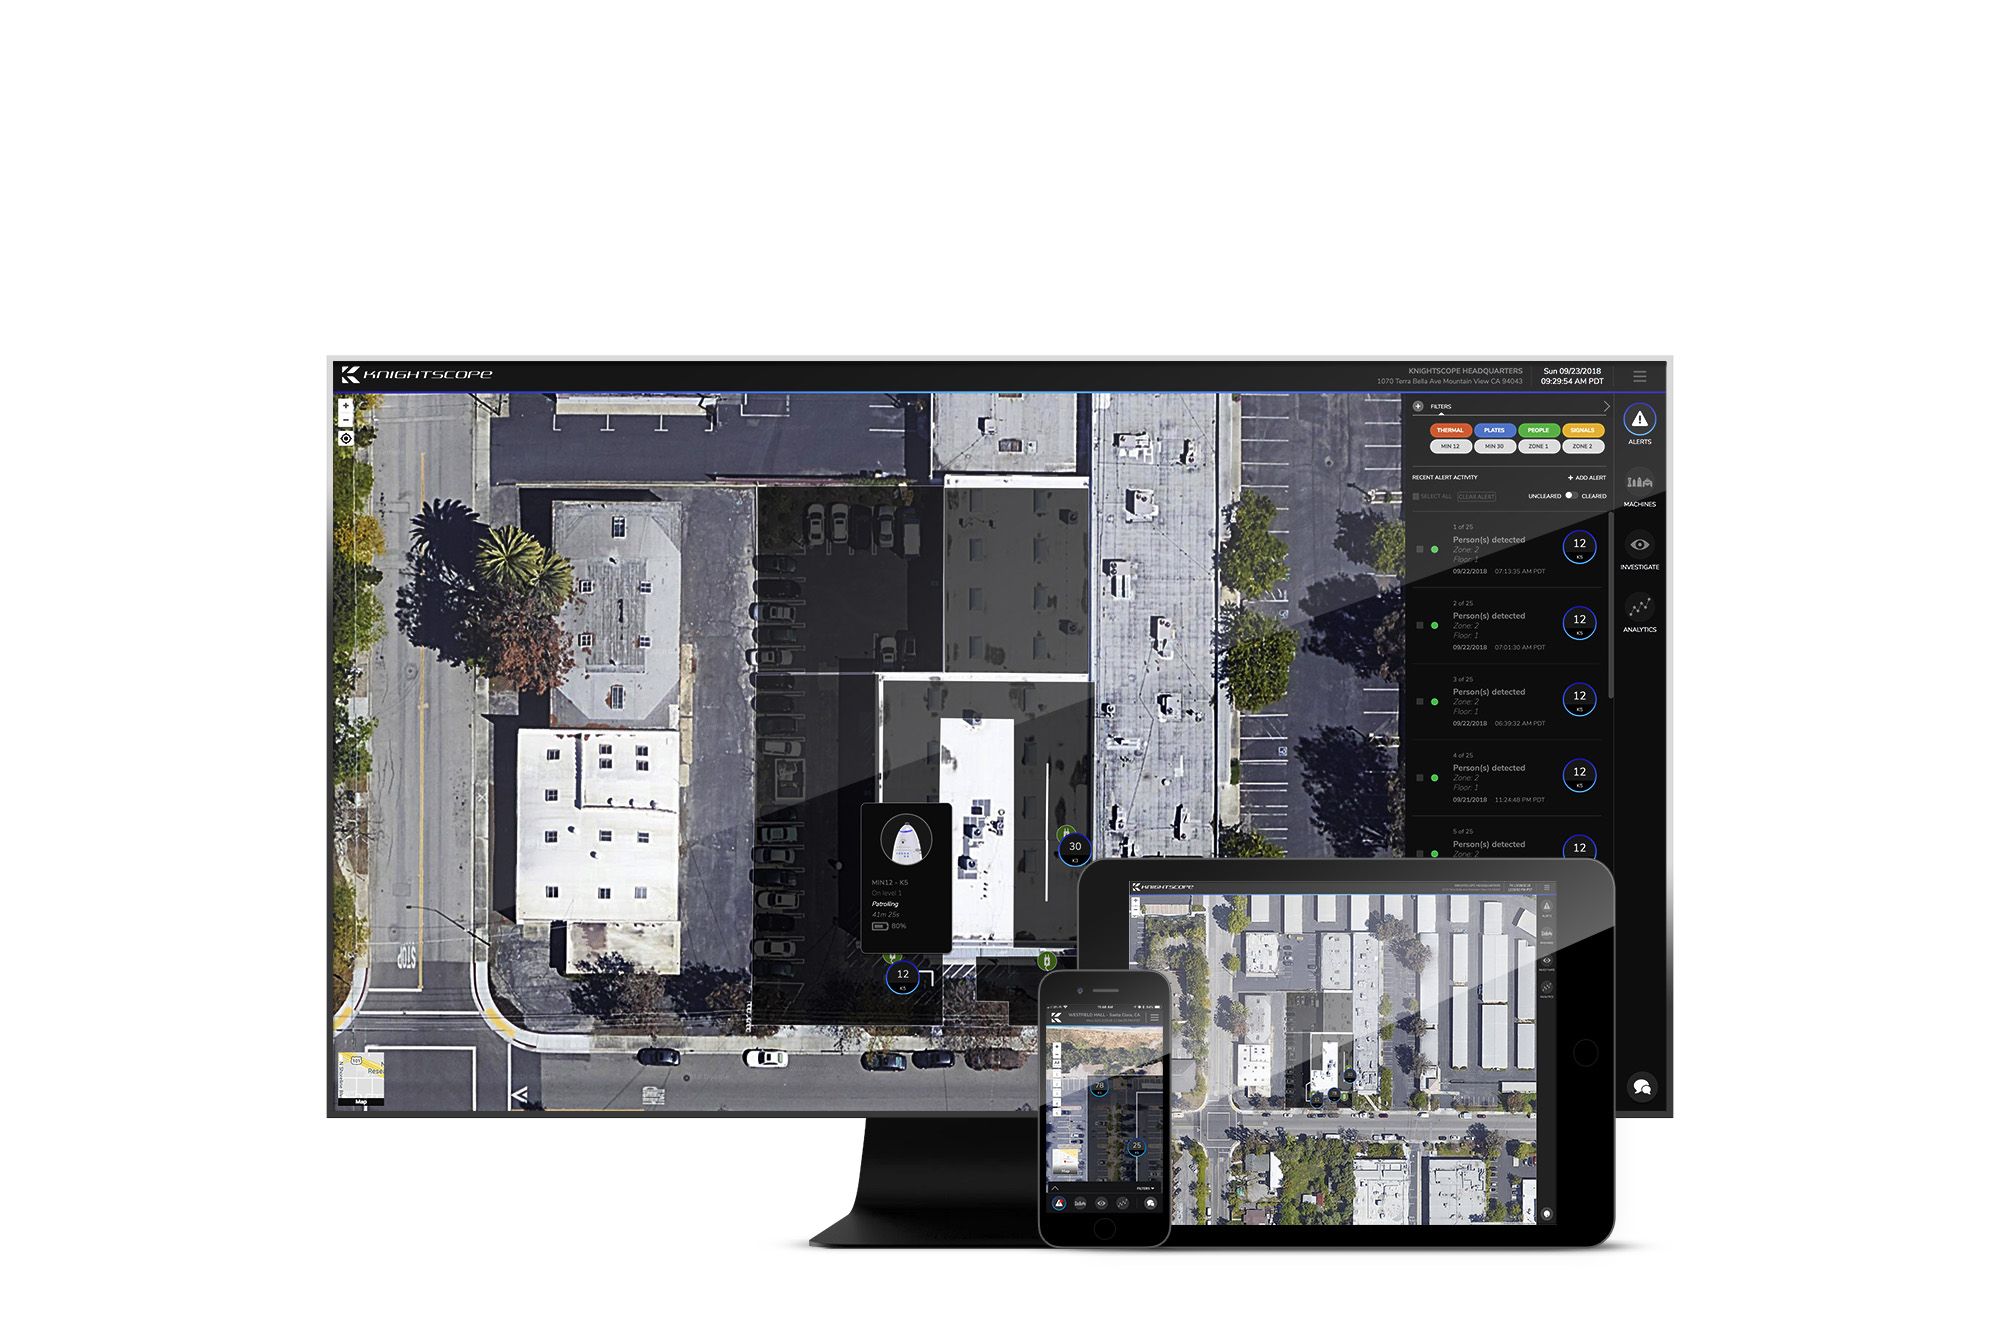 KNIGHTSCOPE
KNIGHTSCOPE HEADQUARTERS
1070 Terra Bella Ave Mountain View CA 94043
Sun 09/23/2018
09:29:54 AM PDT
+
−
FILTERS
THERMAL PLATES PEOPLE SIGNALS
MIN 12 MIN 30 ZONE 1 ZONE 2
RECENT ALERT ACTIVITY + ADD ALERT
SELECT ALL CLEAR ALERT UNCLEARED CLEARED
1 of 25
Person(s) detected
Zone: 2
Floor: 1
09/22/2018 07:13:35 AM PDT
12
K5
2 of 25
Person(s) detected
Zone: 2
Floor: 1
09/22/2018 07:01:30 AM PDT
12
K5
3 of 25
Person(s) detected
Zone: 2
Floor: 1
09/22/2018 06:39:32 AM PDT
12
K5
4 of 25
Person(s) detected
Zone: 2
Floor: 1
09/21/2018 11:24:48 PM PDT
12
K5
5 of 25
Person(s) detected
Zone: 2
12
ALERTS
MACHINES
INVESTIGATE
ANALYTICS
MIN12 - K5
On level 1
Patrolling
41m 25s
80%
12
K5
30
K3
STOP
101
Map
KNIGHTSCOPE
WESTFIELD HALL - Santa Clara, CA
78
25
Map
FILTERS